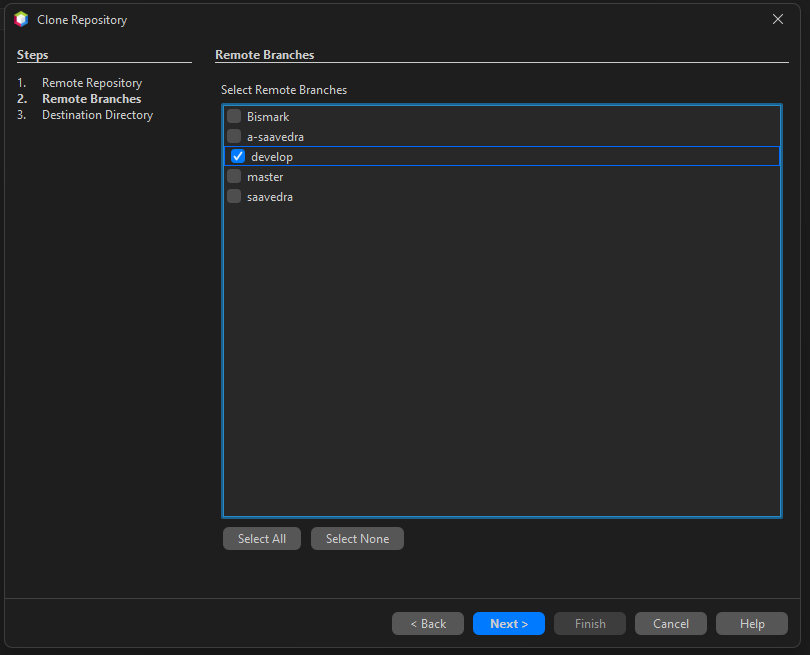 Clone Repository
Steps
1. Remote Repository
2. Remote Branches
3. Destination Directory
Remote Branches
Select Remote Branches
Bismark
a-saavedra
develop
master
saavedra
Select All Select None
< Back Next > Finish Cancel Help